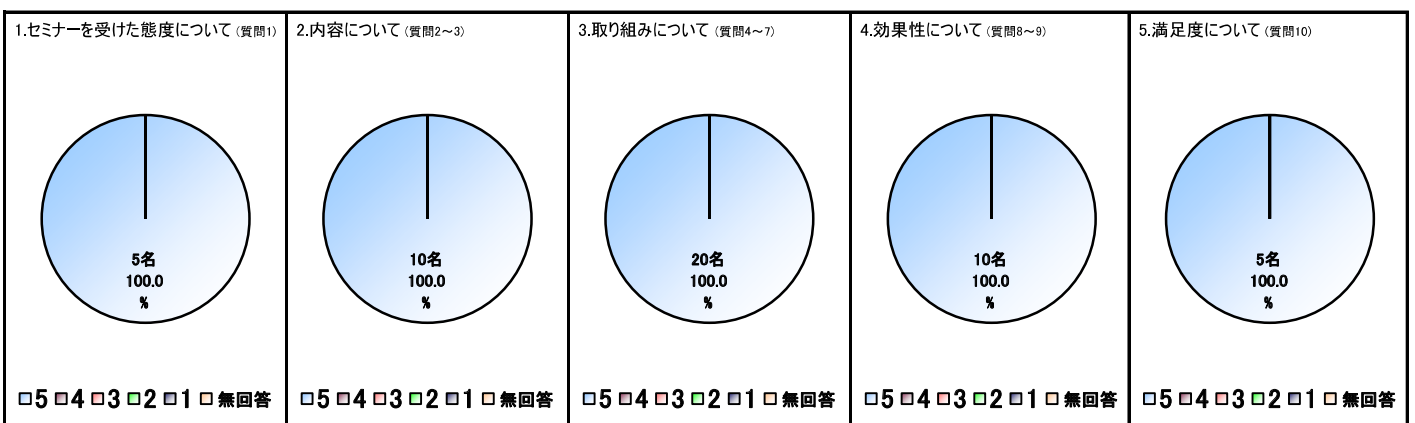 1.セミナーを受けた態度について(質問1)
5名
100.0
%
□5 □4 □3 □2 □1 □無回答
2.内容について(質問2～3)
10名
100.0
%
□5 □4 □3 □2 □1 □無回答
3.取り組みについて(質問4～7)
20名
100.0
%
□5 □4 □3 □2 □1 □無回答
4.効果性について(質問8～9)
10名
100.0
%
□5 □4 □3 □2 □1 □無回答
5.満足度について(質問10)
5名
100.0
%
□5 □4 □3 □2 □1 □無回答